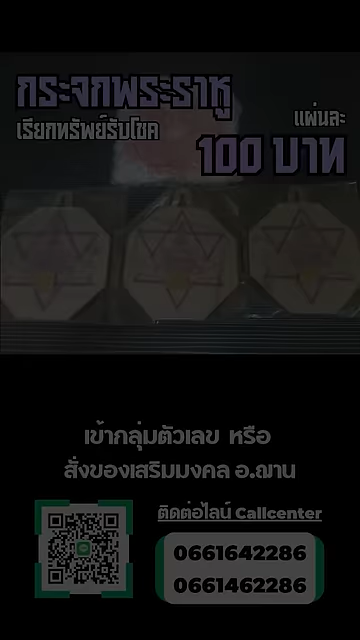 กระจกพระราหู
เรียกทรัพย์รับโชค
แผ่นละ
100 บาท
เข้ากลุ่มตัวเลข หรือ
สั่งของเสริมมงคล อ.ฌาน
ติดต่อไลน์ Callcenter
0661642286
0661462286